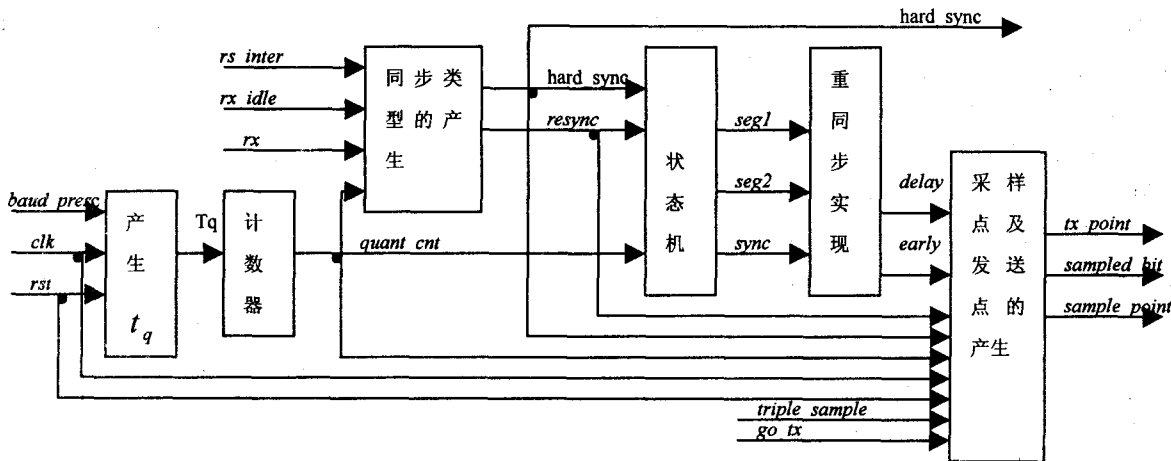 hard sync
rs inter
rx idle
rx
同步类
型的产
生
hard sync
resync
状
态
机
seg1
seg2
sync
重
同
步
实
现
delay
early
采样
点及
发送
点的
产生
tx point
sampled bit
sample point
baud presc
clk
rst
产
生
tq
Tq
计
数
器
quant cnt
triple sample
go tx